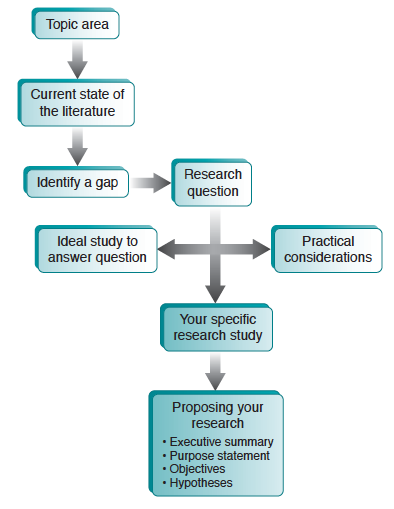 Topic area
Current state of
the literature
Identify a gap
Research
question
Ideal study to
answer question
Practical
considerations
Your specific
research study
Proposing your
research
• Executive summary
• Purpose statement
• Objectives
• Hypotheses